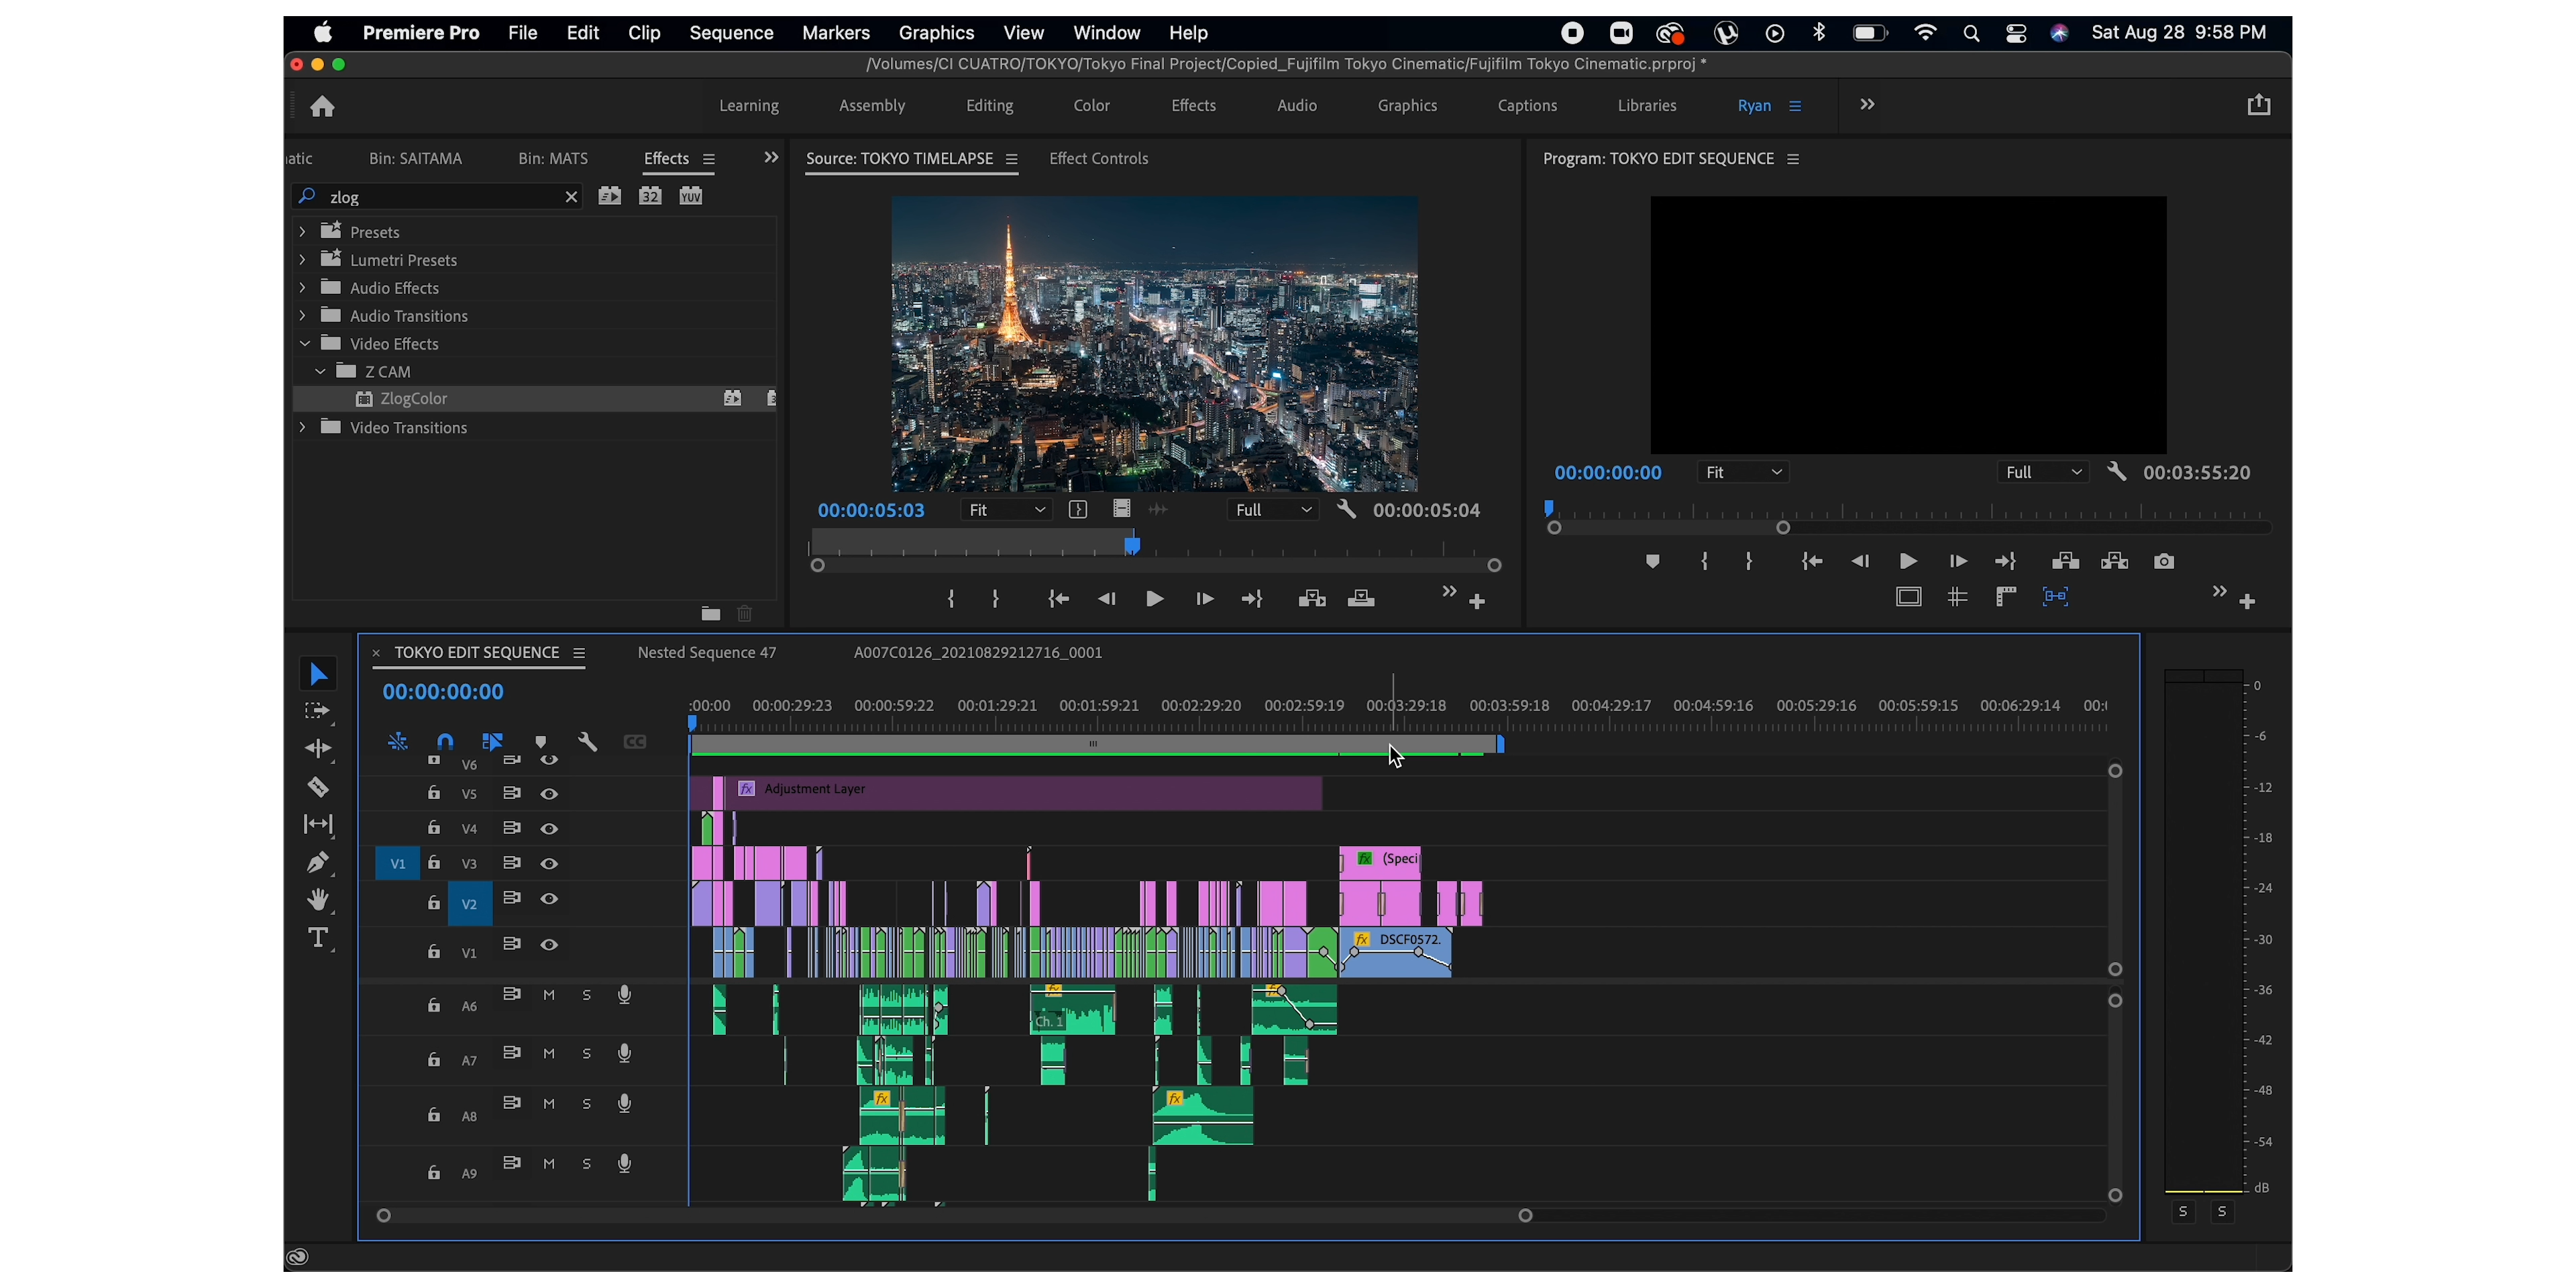 Premiere Pro File Edit Clip Sequence Markers Graphics View Window Help Sat Aug 28 9:58 PM
/Volumes/CI CUATRO/TOKYO/Tokyo Final Project/Copied_Fujifilm Tokyo Cinematic/Fujifilm Tokyo Cinematic.prproj *
Learning Assembly Editing Color Effects Audio Graphics Captions Libraries Ryan
atic Bin: SAITAMA Bin: MATS Effects
Source: TOKYO TIMELAPSE Effect Controls
Program: TOKYO EDIT SEQUENCE
zlog 32 YUV
Presets
Lumetri Presets
Audio Effects
Audio Transitions
Video Effects
Z CAM
ZlogColor
Video Transitions
00:00:05:03 Fit Full 00:00:05:04
00:00:00:00 Fit Full 00:03:55:20
TOKYO EDIT SEQUENCE Nested Sequence 47 A007C0126_20210829212716_0001
00:00:00:00
:00:00 00:00:29:23 00:00:59:22 00:01:29:21 00:01:59:21 00:02:29:20 00:02:59:19 00:03:29:18 00:03:59:18 00:04:29:17 00:04:59:16 00:05:29:16 00:05:59:15 00:06:29:14 00:
CC
V6
V5 fx Adjustment Layer
V4
V1 V3 fx (Speci
V2
V1 fx DSCF0572.
A6 M S Ch. 1
A7 M S
A8 M S fx fx
A9 M S
0
-6
-12
-18
-24
-30
-36
-42
-48
-54
dB
S S